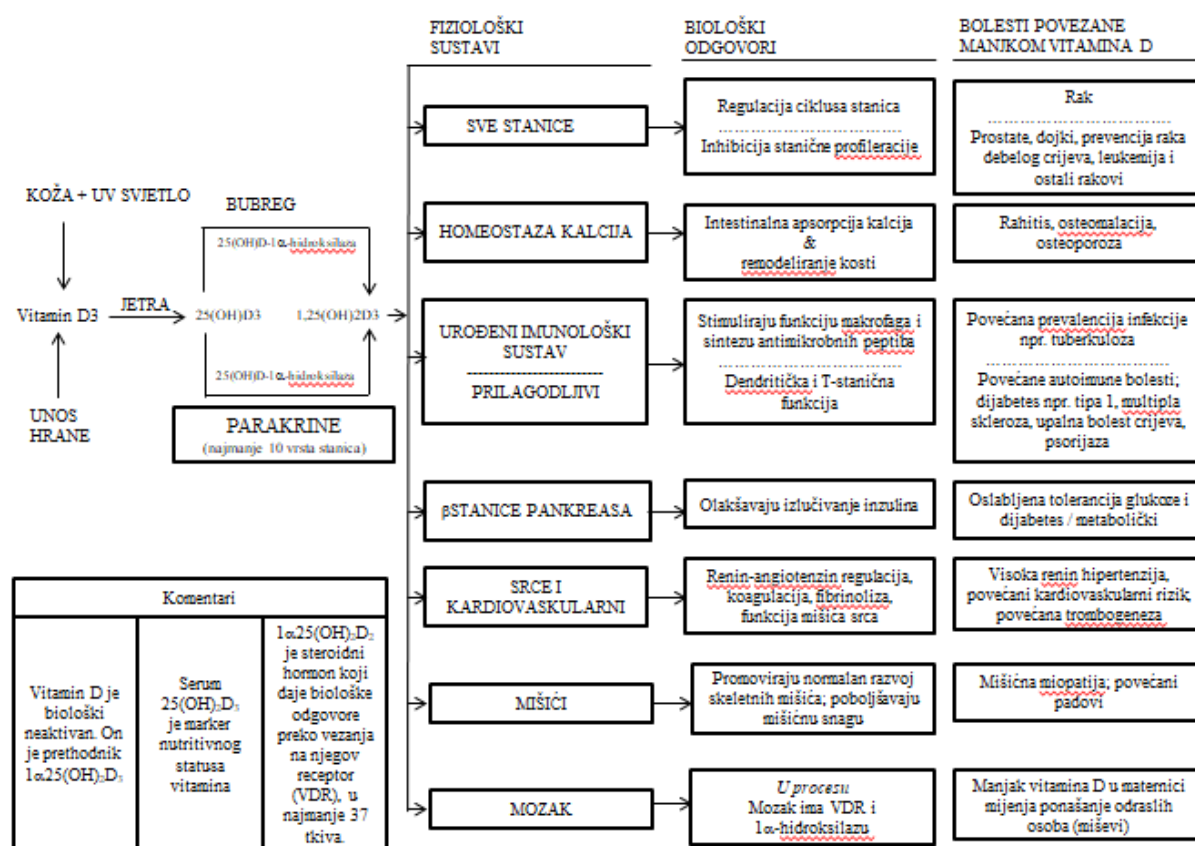 FIZIOLOŠKI
SUSTAVI
BIOLOŠKI
ODGOVORI
BOLESTI POVEZANE
MANJKOM VITAMINA D
KOŽA + UV SVJETLO
BUBREG
25(OH)D-1α-hidroksilaza
Vitamin D3
JETRA
25(OH)D3
1,25(OH)2D3
25(OH)D-1α-hidroksilaza
UNOS
HRANE
PARAKRINE
(najmanje 10 vrsta stanica)
SVE STANICE
Regulacija ciklusa stanica
Inhibicija stanične profileracije
Rak
Prostate, dojki, prevencija raka
debelog crijeva, leukemija i
ostali rakovi
HOMEOSTAZA KALCIJA
Intestinalna apsorpcija kalcija
&
remodeliranje kosti
Rahitis, osteomalacija,
osteoporoza
UROĐENI IMUNOLOŠKI
SUSTAV
PRILAGODLJIVI
Stimuliraju funkciju makrofaga i
sintezu antimikrobnih peptiba
Dendritička i T-stanična
funkcija
Povećana prevalencija infekcije
npr. tuberkuloza
Povećane autoimune bolesti;
dijabetes npr. tipa 1, multipla
skleroza, upalna bolest crijeva,
psorijaza
βSTANICE PANKREASA
Olakšavaju izlučivanje inzulina
Oslabljena tolerancija glukoze i
dijabetes / metabolički
SRCE I
KARDIOVASKULARNI
Renin-angiotenzin regulacija,
koagulacija, fibrinoliza,
funkcija mišića srca
Visoka renin hipertenzija,
povećani kardiovaskularni rizik,
povećana trombogeneza
MIŠIĆI
Promoviraju normalan razvoj
skeletnih mišića; poboljšavaju
mišićnu snagu
Mišićna miopatija; povećani
padovi
MOZAK
U procesu
Mozak ima VDR i
1α-hidroksilazu
Manjak vitamina D u maternici
mijenja ponašanje odraslih
osoba (miševi)
Komentari
Vitamin D je
biološki
neaktivan. On
je prethodnik
1α25(OH)₂D₃
Serum
25(OH)₂D₃
je marker
nutritivnog
statusa
vitamina
1α25(OH)₂D₂
je steroidni
hormon koji
daje biološke
odgovore
preko vezanja
na njegov
receptor
(VDR), u
najmanje 37
tkiva.